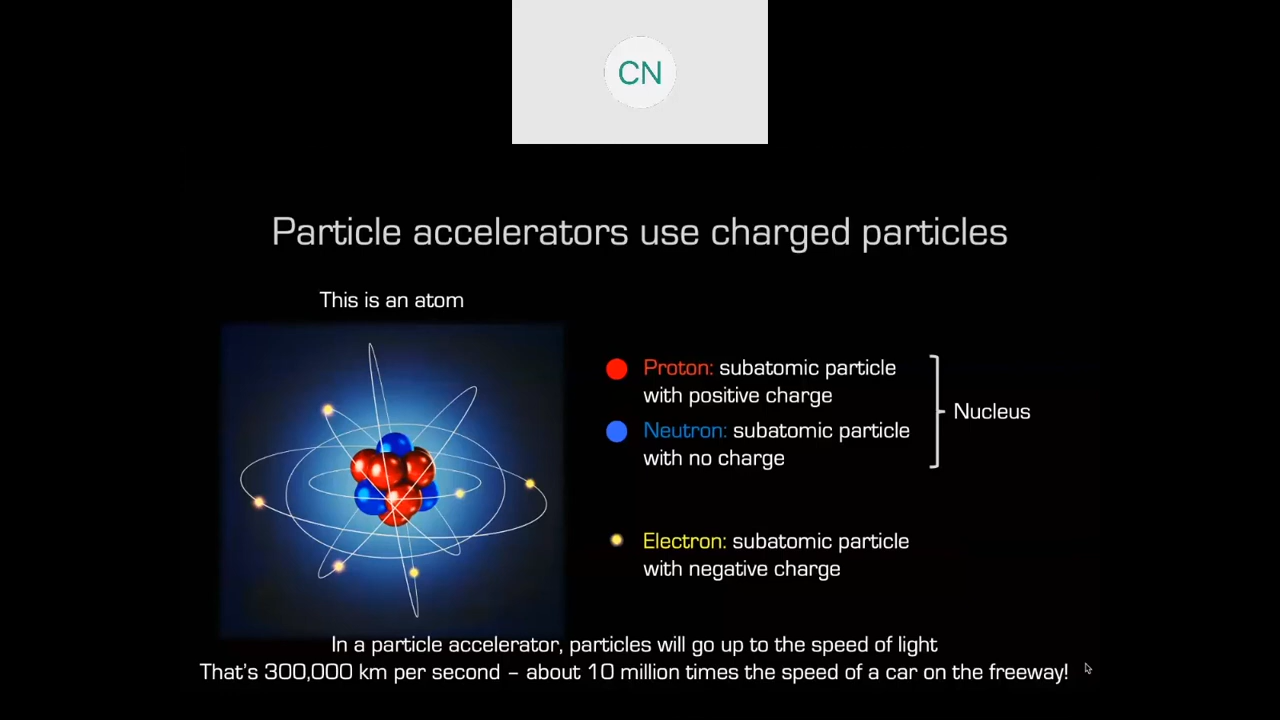 CN
Particle accelerators use charged particles
This is an atom
Proton: subatomic particle
with positive charge
Neutron: subatomic particle
with no charge
Nucleus
Electron: subatomic particle
with negative charge
In a particle accelerator, particles will go up to the speed of light
That's 300,000 km per second – about 10 million times the speed of a car on the freeway!